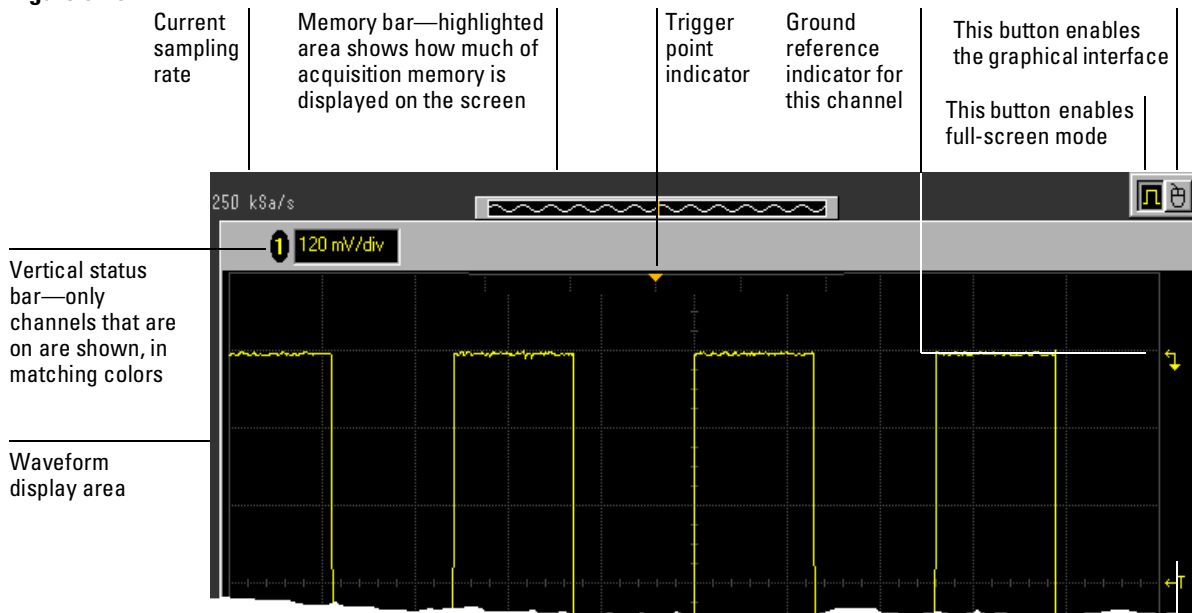 Current
sampling
rate
Memory bar—highlighted
area shows how much of
acquisition memory is
displayed on the screen
Trigger
point
indicator
Ground
reference
indicator for
this channel
This button enables
the graphical interface
This button enables
full-screen mode
250 kSa/s
1 120 mV/div
Vertical status
bar—only
channels that are
on are shown, in
matching colors
Waveform
display area
T